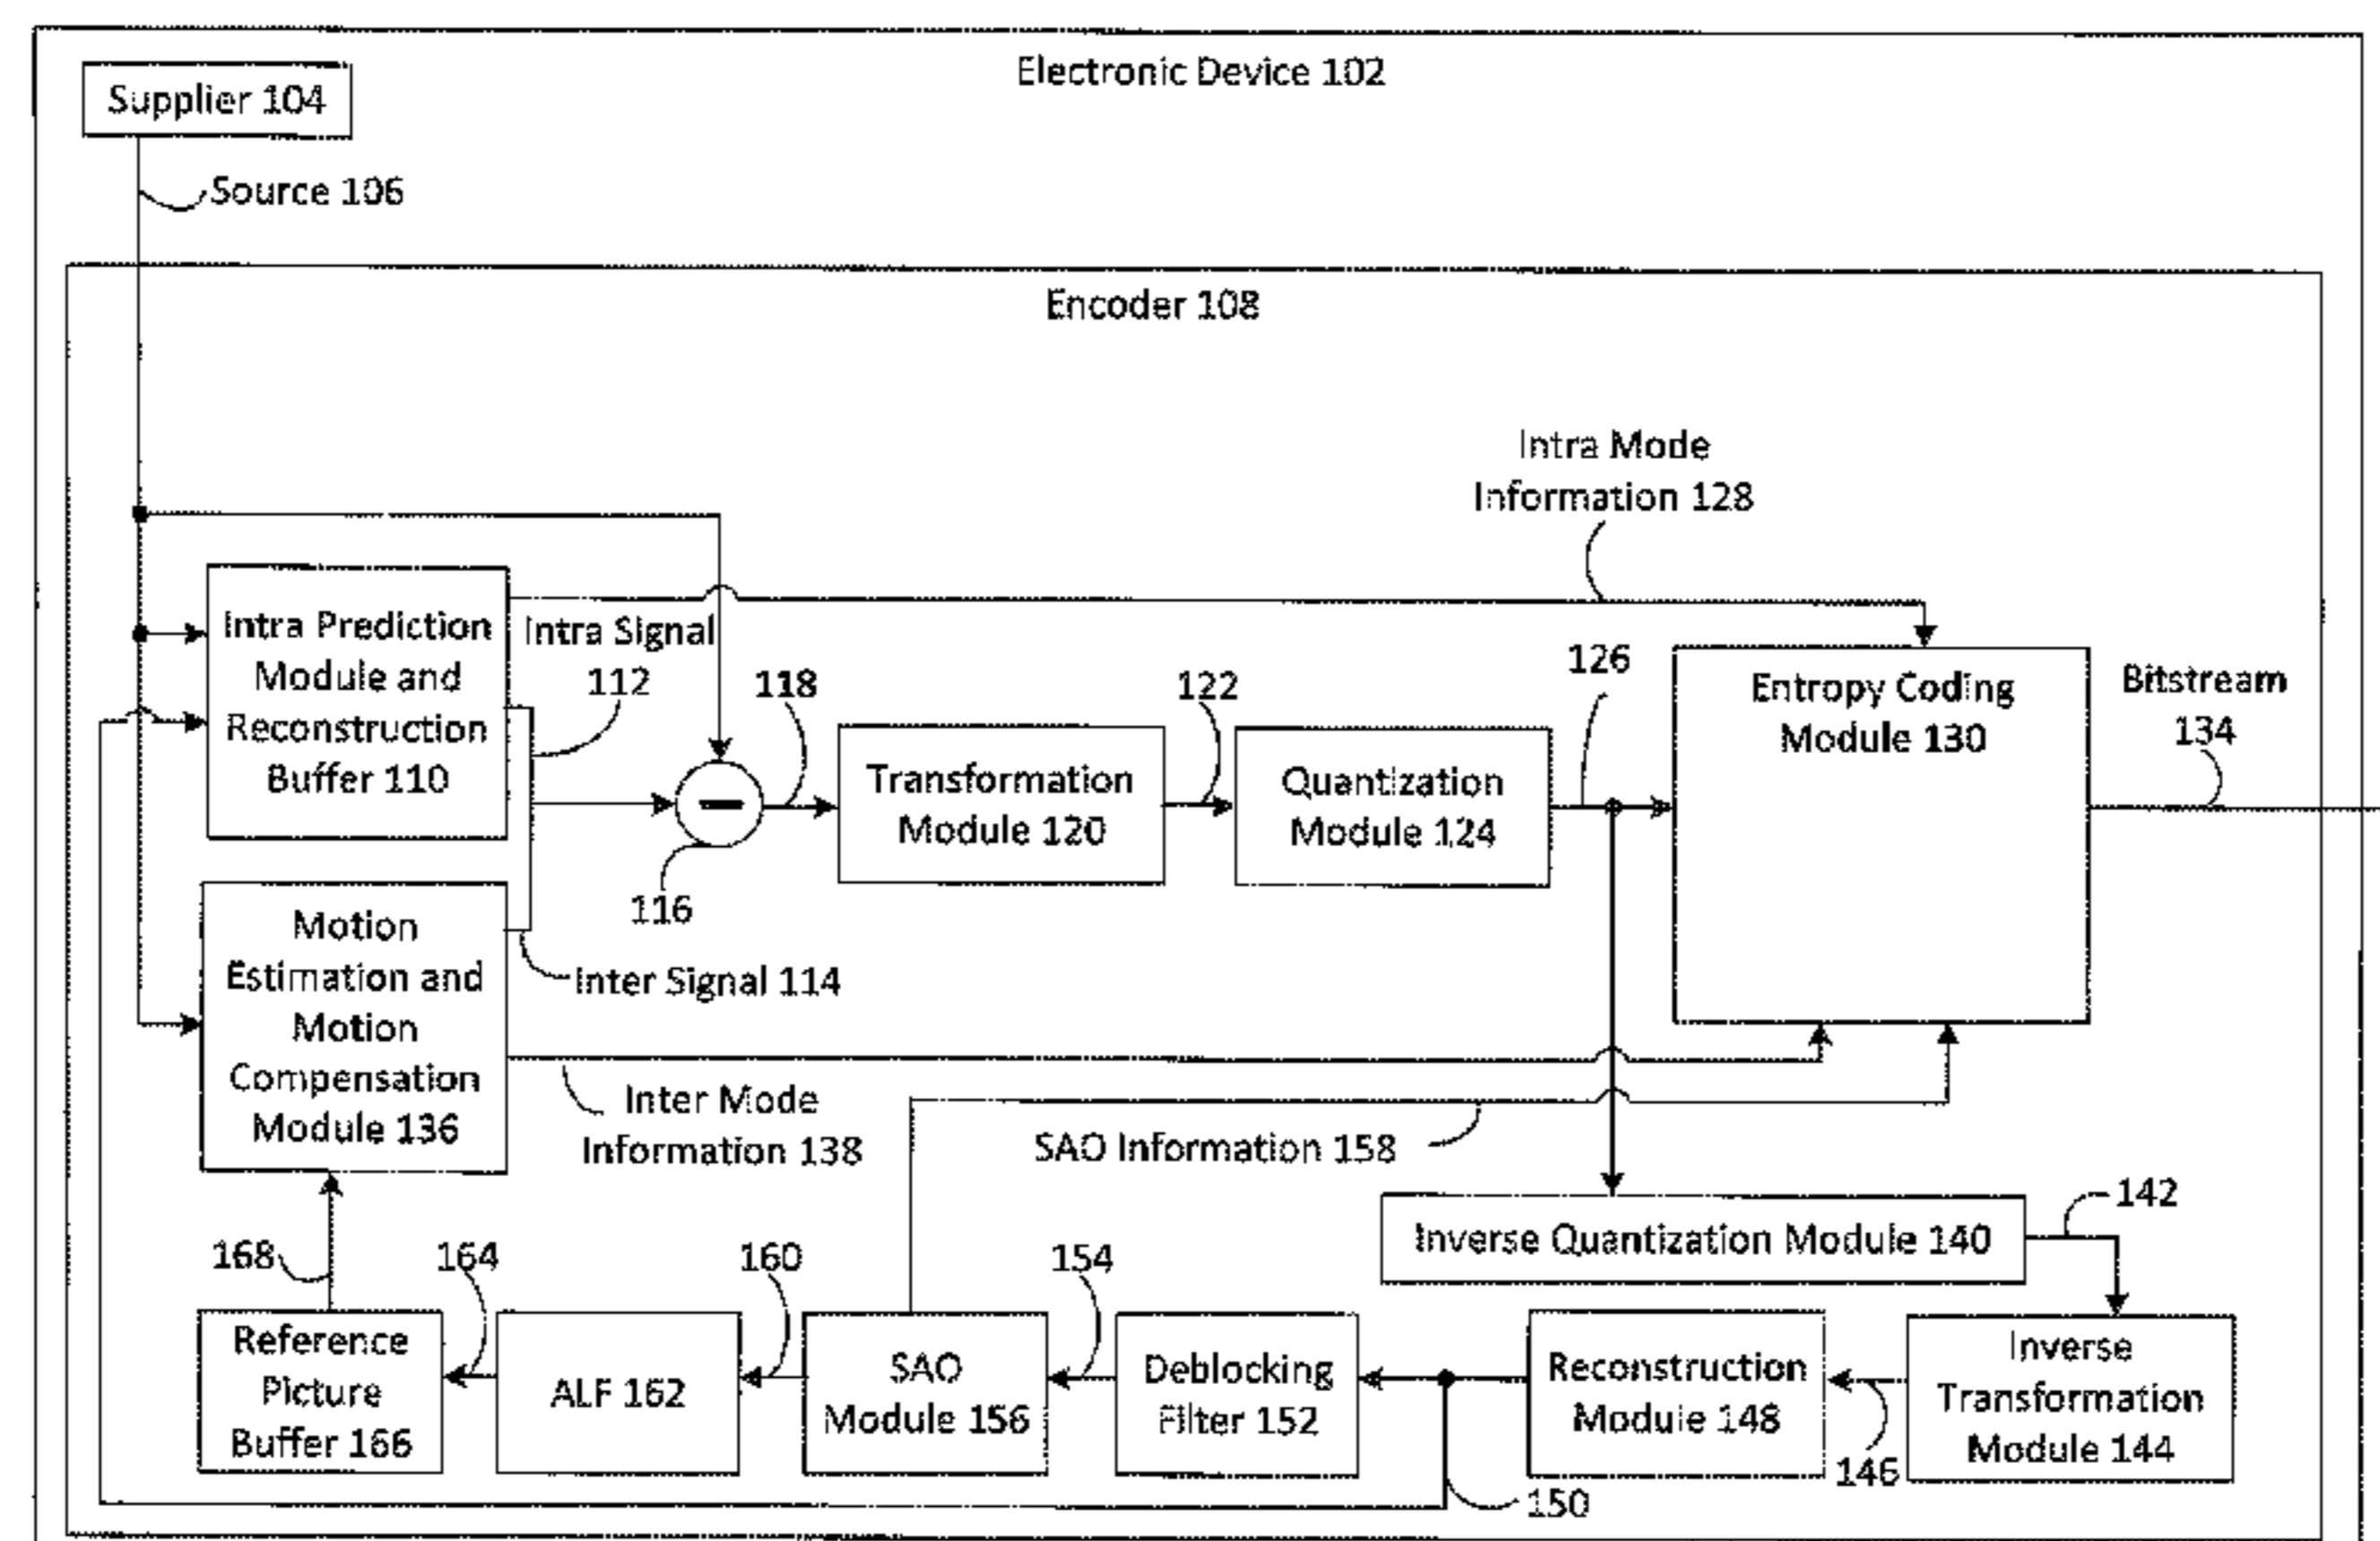 Electronic Device 102
Supplier 104
Source 106
Encoder 108
Intra Mode
Information 128
Intra Prediction
Module and
Reconstruction
Buffer 110
Intra Signal
112
118
122
126
Entropy Coding
Module 130
Bitstream
134
Transformation
Module 120
Quantization
Module 124
116
Motion
Estimation and
Motion
Compensation
Module 136
Inter Signal 114
Inter Mode
Information 138
SAO Information 158
142
Inverse Quantization Module 140
168
164
160
154
Reference
Picture
Buffer 166
ALF 162
SAO
Module 156
Deblocking
Filter 152
Reconstruction
Module 148
Inverse
Transformation
Module 144
146
150